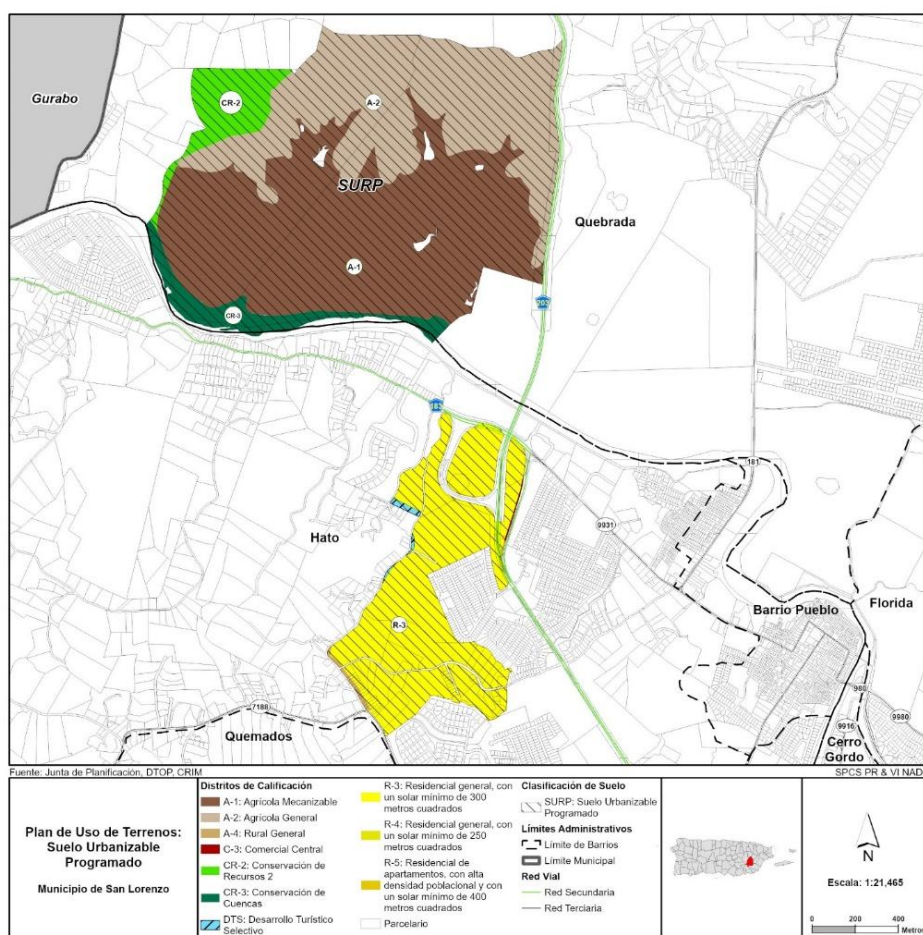 Gurabo
CR-2
A-2
SURP
Quebrada
A-1
203
CR-3
183
181
9931
Hato
Barrio Pueblo
Florida
R-3
7188
Quemados
980
9916
9980
Cerro
Gordo
Fuente: Junta de Planificación, DTOP, CRIM
SPCS PR & VI NAD
Plan de Uso de Terrenos:
Suelo Urbanizable
Programado
Municipio de San Lorenzo
Distritos de Calificación
A-1: Agrícola Mecanizable
A-2: Agrícola General
A-4: Rural General
C-3: Comercial Central
CR-2: Conservación de
Recursos 2
CR-3: Conservación de
Cuencas
DTS: Desarrollo Turístico
Selectivo
R-3: Residencial general, con
un solar mínimo de 300
metros cuadrados
R-4: Residencial general, con
un solar mínimo de 250
metros cuadrados
R-5: Residencial de
apartamentos, con alta
densidad poblacional y con
un solar mínimo de 400
metros cuadrados
Parcelario
Clasificación de Suelo
SURP: Suelo Urbanizable
Programado
Límites Administrativos
Límite de Barrios
Límite Municipal
Red Vial
Red Secundaria
Red Terciaria
N
Escala: 1:21,465
0 200 400
Metros